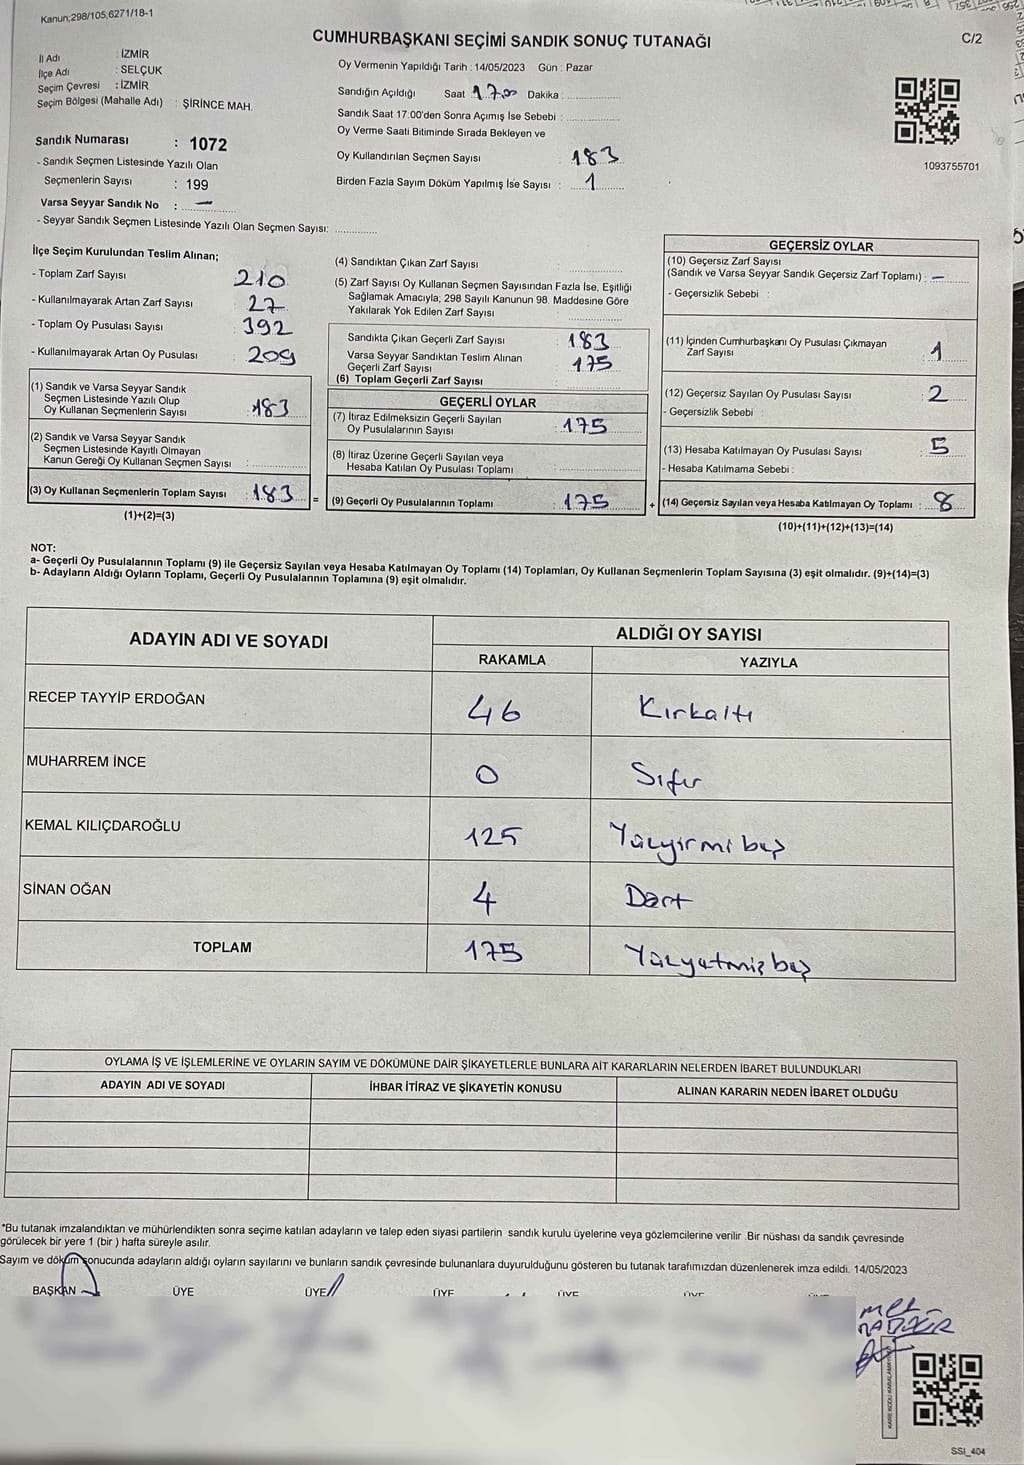 Kanun;298/105;6271/18-1
CUMHURBAŞKANI SEÇİMİ SANDIK SONUÇ TUTANAĞI
C/2
İl Adı : İZMİR
İlçe Adı : SELÇUK
Seçim Çevresi : İZMİR
Seçim Bölgesi (Mahalle Adı) : ŞİRİNCE MAH.
Oy Vermenin Yapıldığı Tarih : 14/05/2023 Gün : Pazar
Sandığın Açıldığı Saat 17.00 Dakika :
Sandık Saat 17.00'den Sonra Açımış İse Sebebi :
Oy Verme Saati Bitiminde Sırada Bekleyen ve
Oy Kullandırılan Seçmen Sayısı : 183
Birden Fazla Sayım Döküm Yapılmış İse Sayısı : 1
1093755701
Sandık Numarası : 1072
- Sandık Seçmen Listesinde Yazılı Olan
Seçmenlerin Sayısı : 199
Varsa Seyyar Sandık No : —
- Seyyar Sandık Seçmen Listesinde Yazılı Olan Seçmen Sayısı:
İlçe Seçim Kurulundan Teslim Alınan;
- Toplam Zarf Sayısı : 210
- Kullanılmayarak Artan Zarf Sayısı : 27
- Toplam Oy Pusulası Sayısı : 392
- Kullanılmayarak Artan Oy Pusulası : 209
(1) Sandık ve Varsa Seyyar Sandık
Seçmen Listesinde Yazılı Olup
Oy Kullanan Seçmenlerin Sayısı : 183
(2) Sandık ve Varsa Seyyar Sandık
Seçmen Listesinde Kayıtlı Olmayan
Kanun Gereği Oy Kullanan Seçmen Sayısı :
(3) Oy Kullanan Seçmenlerin Toplam Sayısı : 183
(1)+(2)=(3)
=
(4) Sandıktan Çıkan Zarf Sayısı :
(5) Zarf Sayısı Oy Kullanan Seçmen Sayısından Fazla İse, Eşitliği
Sağlamak Amacıyla; 298 Sayılı Kanunun 98. Maddesine Göre
Yakılarak Yok Edilen Zarf Sayısı :
Sandıkta Çıkan Geçerli Zarf Sayısı : 183
Varsa Seyyar Sandıktan Teslim Alınan
Geçerli Zarf Sayısı : 175
(6) Toplam Geçerli Zarf Sayısı :
GEÇERLİ OYLAR
(7) İtiraz Edilmeksizin Geçerli Sayılan
Oy Pusulalarının Sayısı : 175
(8) İtiraz Üzerine Geçerli Sayılan veya
Hesaba Katılan Oy Pusulası Toplamı :
(9) Geçerli Oy Pusulalarının Toplamı : 175
+
GEÇERSİZ OYLAR
(10) Geçersiz Zarf Sayısı
(Sandık ve Varsa Seyyar Sandık Geçersiz Zarf Toplamı) : —
- Geçersizlik Sebebi :
(11) İçinden Cumhurbaşkanı Oy Pusulası Çıkmayan
Zarf Sayısı : 1
(12) Geçersiz Sayılan Oy Pusulası Sayısı : 2
- Geçersizlik Sebebi :
(13) Hesaba Katılmayan Oy Pusulası Sayısı : 5
- Hesaba Katılmama Sebebi :
(14) Geçersiz Sayılan veya Hesaba Katılmayan Oy Toplamı : 8
(10)+(11)+(12)+(13)=(14)
NOT:
a- Geçerli Oy Pusulalarının Toplamı (9) ile Geçersiz Sayılan veya Hesaba Katılmayan Oy Toplamı (14) Toplamları, Oy Kullanan Seçmenlerin Toplam Sayısına (3) eşit olmalıdır. (9)+(14)=(3)
b- Adayların Aldığı Oyların Toplamı, Geçerli Oy Pusulalarının Toplamına (9) eşit olmalıdır.
ADAYIN ADI VE SOYADI ALDIĞI OY SAYISI
RAKAMLA YAZIYLA
RECEP TAYYİP ERDOĞAN 46 Kırkaltı
MUHARREM İNCE 0 Sıfır
KEMAL KILIÇDAROĞLU 125 Yüzyirmi beş
SİNAN OĞAN 4 Dört
TOPLAM 175 Yüzyetmiş beş
OYLAMA İŞ VE İŞLEMLERİNE VE OYLARIN SAYIM VE DÖKÜMÜNE DAİR ŞİKAYETLERLE BUNLARA AİT KARARLARIN NELERDEN İBARET BULUNDUKLARI
ADAYIN ADI VE SOYADI İHBAR İTİRAZ VE ŞİKAYETİN KONUSU ALINAN KARARIN NEDEN İBARET OLDUĞU
*Bu tutanak imzalandıktan ve mühürlendikten sonra seçime katılan adayların ve talep eden siyasi partilerin sandık kurulu üyelerine veya gözlemcilerine verilir .Bir nüshası da sandık çevresinde
görülecek bir yere 1 (bir ) hafta süreyle asılır.
Sayım ve döküm sonucunda adayların aldığı oyların sayılarını ve bunların sandık çevresinde bulunanlara duyurulduğunu gösteren bu tutanak tarafımızdan düzenlenerek imza edildi. 14/05/2023
BAŞKAN ÜYE ÜYE ÜYE ÜYE ÜYE
SSI_404